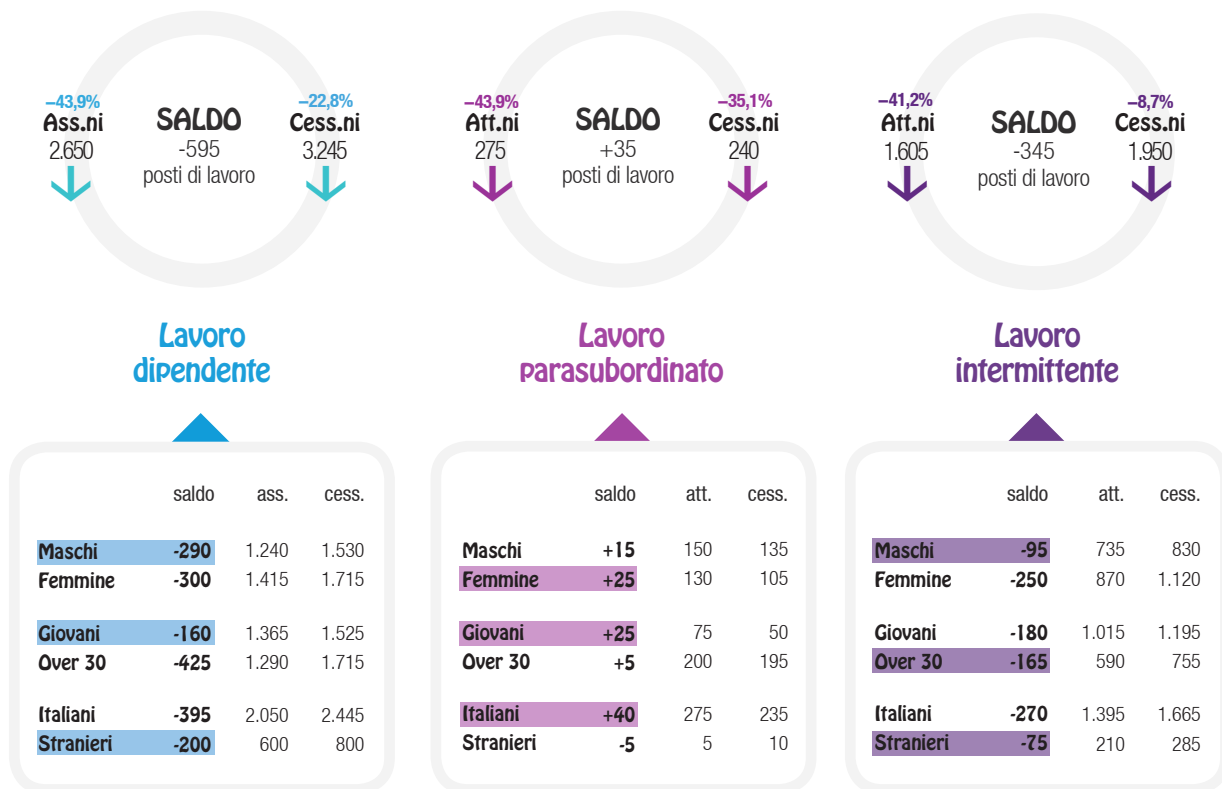 –43,9%
Ass.ni
2.650
SALDO
-595
posti di lavoro
–22,8%
Cess.ni
3.245
–43,9%
Att.ni
275
SALDO
+35
posti di lavoro
–35,1%
Cess.ni
240
–41,2%
Att.ni
1.605
SALDO
-345
posti di lavoro
–8,7%
Cess.ni
1.950
Lavoro
dipendente
Lavoro
parasubordinato
Lavoro
intermittente
saldo ass. cess.
Maschi -290 1.240 1.530
Femmine -300 1.415 1.715
Giovani -160 1.365 1.525
Over 30 -425 1.290 1.715
Italiani -395 2.050 2.445
Stranieri -200 600 800
saldo att. cess.
Maschi +15 150 135
Femmine +25 130 105
Giovani +25 75 50
Over 30 +5 200 195
Italiani +40 275 235
Stranieri -5 5 10
saldo att. cess.
Maschi -95 735 830
Femmine -250 870 1.120
Giovani -180 1.015 1.195
Over 30 -165 590 755
Italiani -270 1.395 1.665
Stranieri -75 210 285